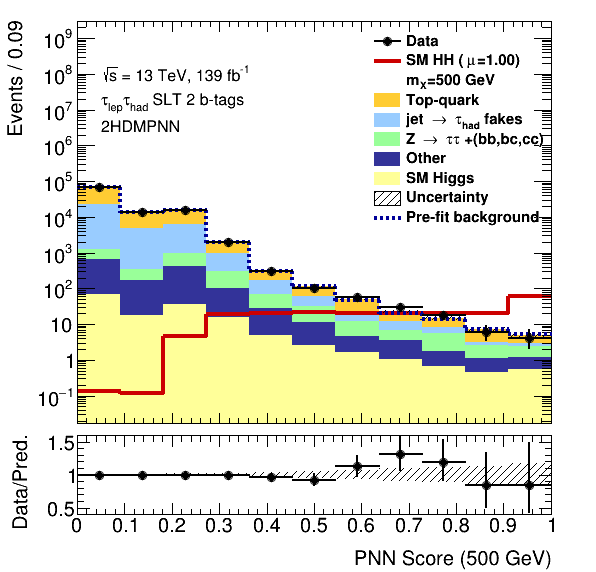 Events / 0.09
10⁹
10⁸
10⁷
10⁶
10⁵
10⁴
10³
10²
10
1
10⁻¹
√s = 13 TeV, 139 fb⁻¹
τlepτhad SLT 2 b-tags
2HDMPNN
Data
SM HH ( μ=1.00)
mX=500 GeV
Top-quark
jet → τhad fakes
Z → ττ +(bb,bc,cc)
Other
SM Higgs
Uncertainty
Pre-fit background
Data/Pred.
1.5
1
0.5
0 0.1 0.2 0.3 0.4 0.5 0.6 0.7 0.8 0.9 1
PNN Score (500 GeV)